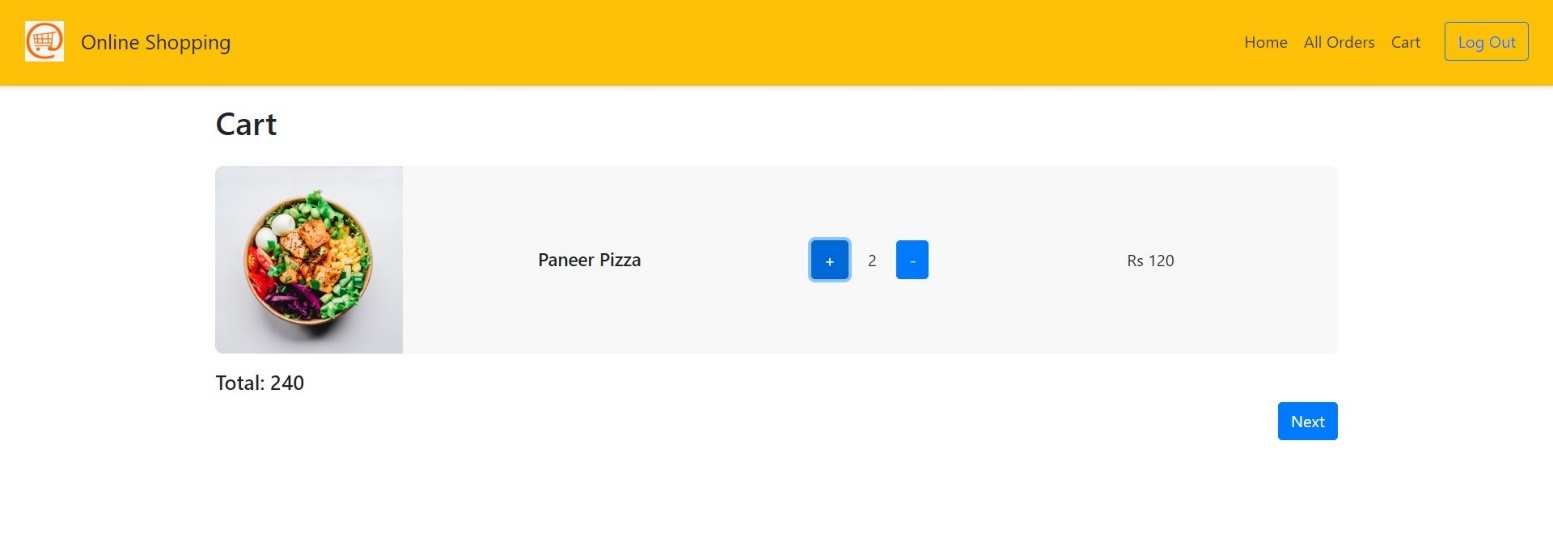 Online Shopping
Home All Orders Cart Log Out
Cart
Paneer Pizza + 2 - Rs 120
Total: 240
Next